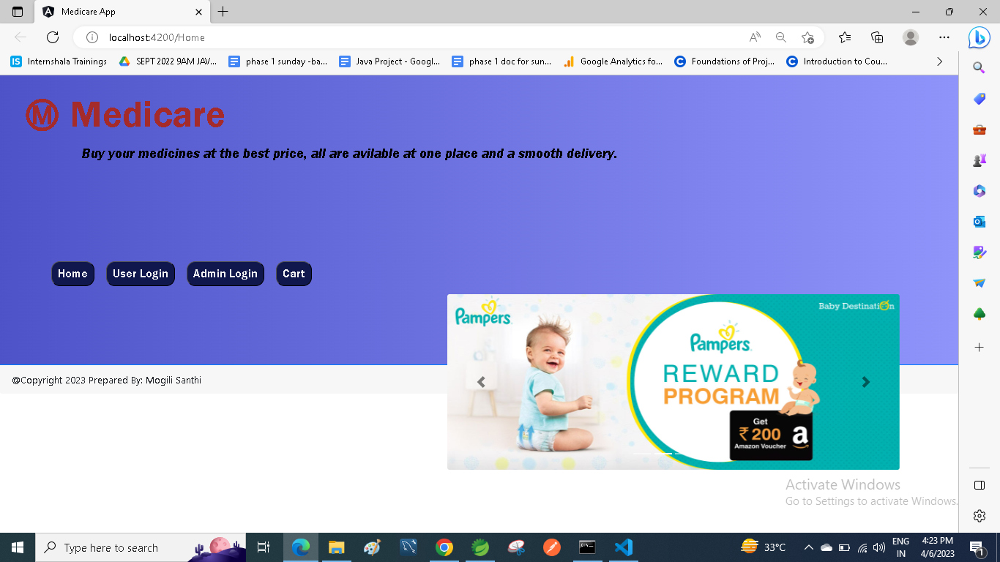 Medicare App
localhost:4200/Home
Internshala Trainings
SEPT 2022 9AM JAV...
phase 1 sunday -ba...
Java Project - Googl...
phase 1 doc for sun...
Google Analytics fo...
Foundations of Proj...
Introduction to Cou...
M Medicare
Buy your medicines at the best price, all are avilable at one place and a smooth delivery.
Home
User Login
Admin Login
Cart
Pampers
Baby Destination
Pampers
REWARD
PROGRAM
Get
₹ 200
Amazon Voucher
a
@Copyright 2023 Prepared By: Mogili Santhi
Activate Windows
Go to Settings to activate Windows.
Type here to search
33°C
ENG
IN
4:23 PM
4/6/2023
1